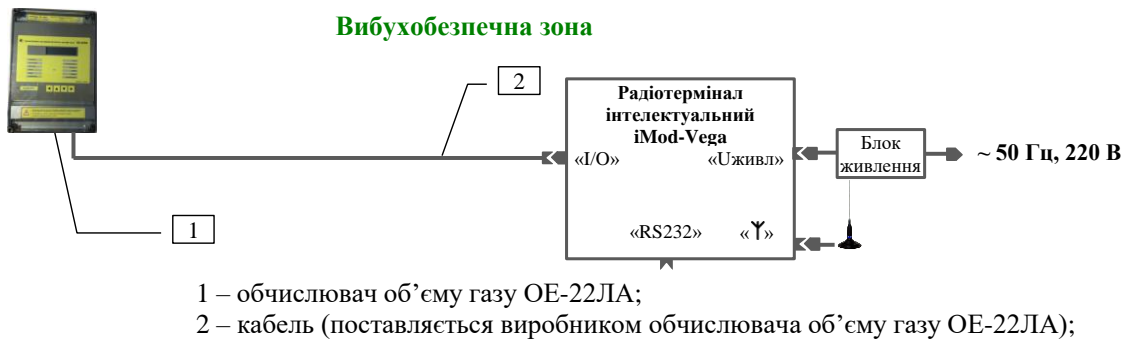 Вибухобезпечна зона
2
Радіотермінал
інтелектуальний
iMod-Vega
«I/O»
«Uживл»
Блок
живлення
~ 50 Гц, 220 В
1
«RS232»
«»
1 – обчислювач об’єму газу ОЕ-22ЛА;
2 – кабель (поставляється виробником обчислювача об’єму газу ОЕ-22ЛА);